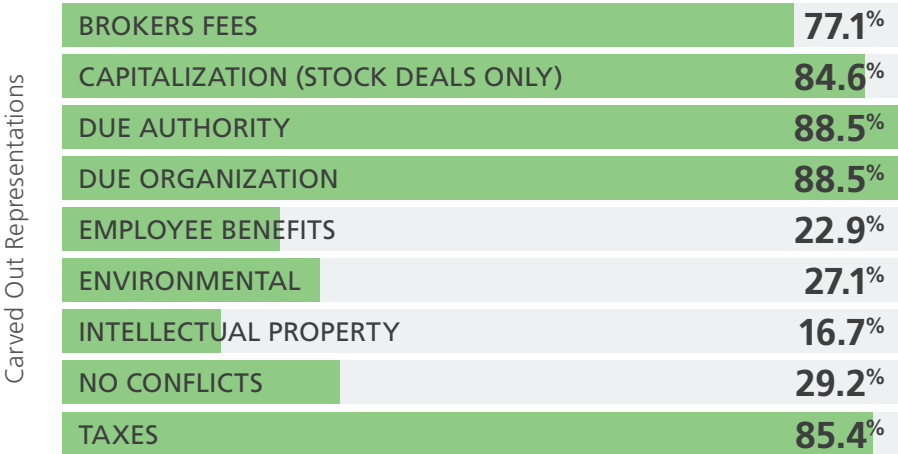 Carved Out Representations
BROKERS FEES 77.1%
CAPITALIZATION (STOCK DEALS ONLY) 84.6%
DUE AUTHORITY 88.5%
DUE ORGANIZATION 88.5%
EMPLOYEE BENEFITS 22.9%
ENVIRONMENTAL 27.1%
INTELLECTUAL PROPERTY 16.7%
NO CONFLICTS 29.2%
TAXES 85.4%